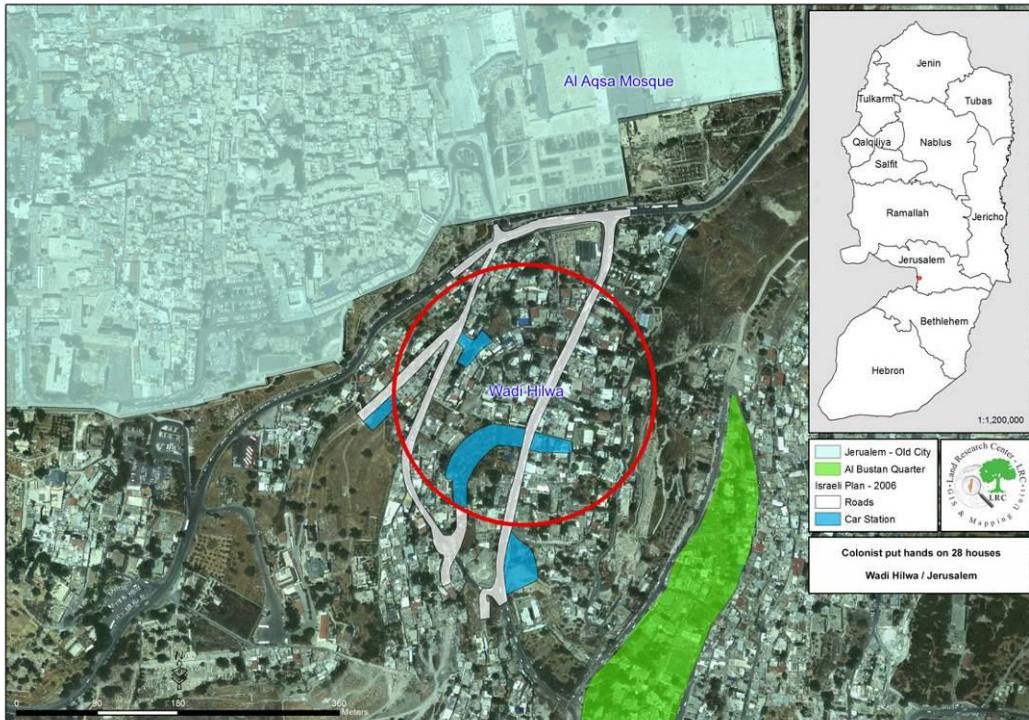 Al Aqsa Mosque
Wadi Hilwa
Jenin
Tubas
Tulkarm
Nablus
Qalqiliya
Salfit
Ramallah
Jericho
Jerusalem
Bethlehem
Hebron
1:1,200,000
Jerualem - Old City
Al Bustan Quarter
Israeli Plan - 2006
Roads
Car Station
Land Research Center - LRC
LRC
GIS & Mapping Unit
Colonist put hands on 28 houses
Wadi Hilwa / Jerusalem
N
0 90 180 360
Meters